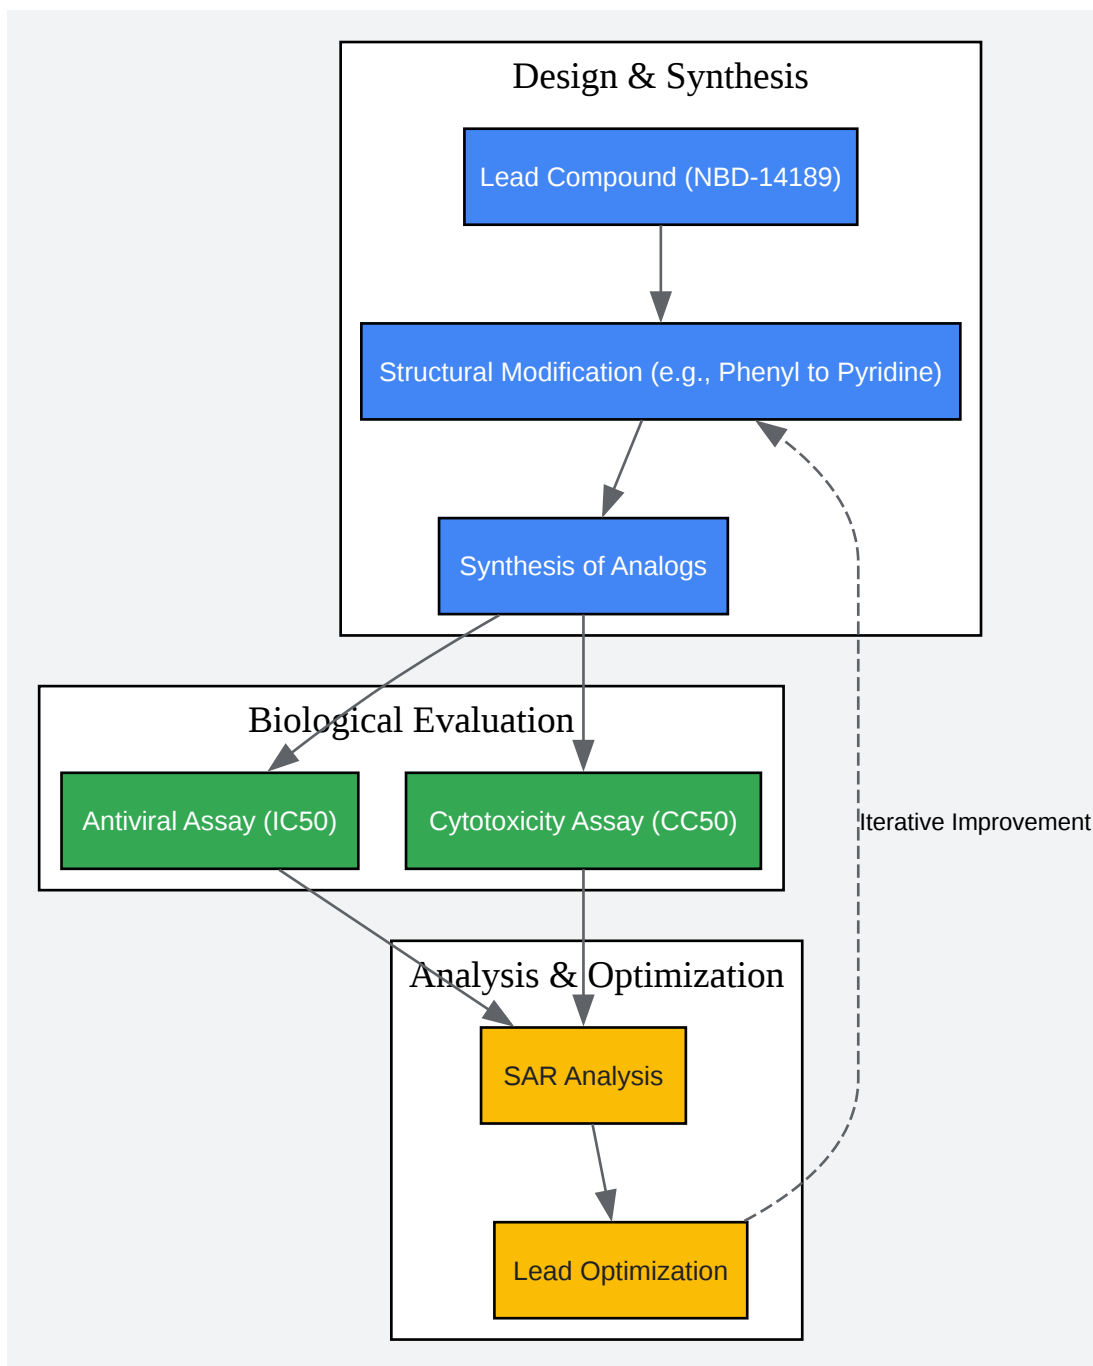 Design & Synthesis
Lead Compound (NBD-14189)
Structural Modification (e.g., Phenyl to Pyridine)
Synthesis of Analogs
Biological Evaluation
Antiviral Assay (IC50)
Cytotoxicity Assay (CC50)
Iterative Improvement
Analysis & Optimization
SAR Analysis
Lead Optimization